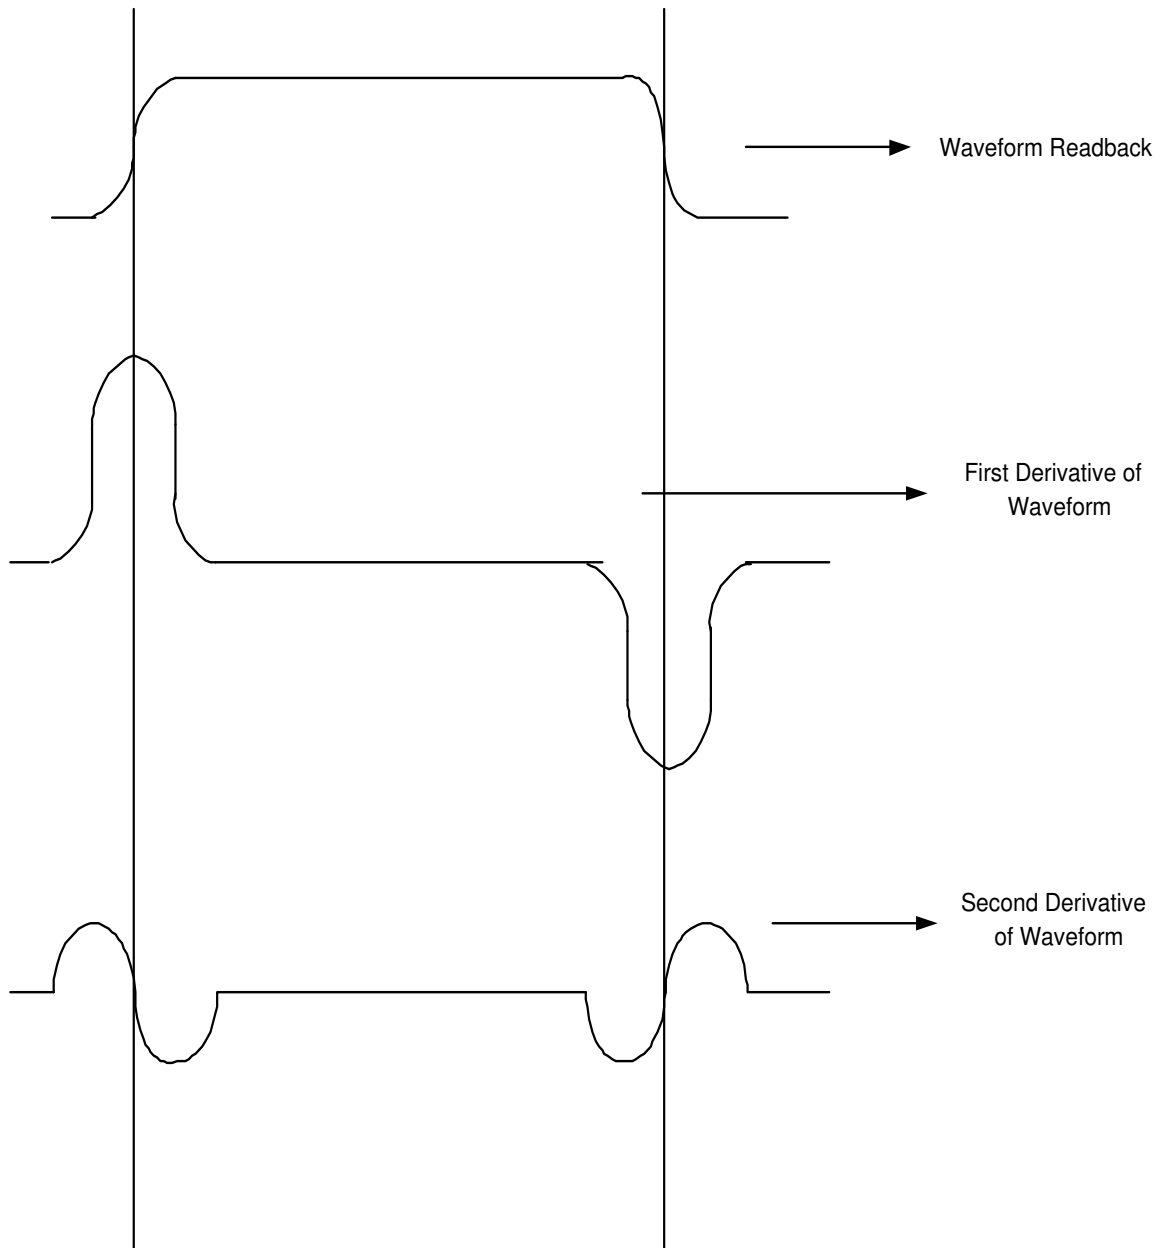 Waveform Readback
First Derivative of
Waveform
Second Derivative
of Waveform